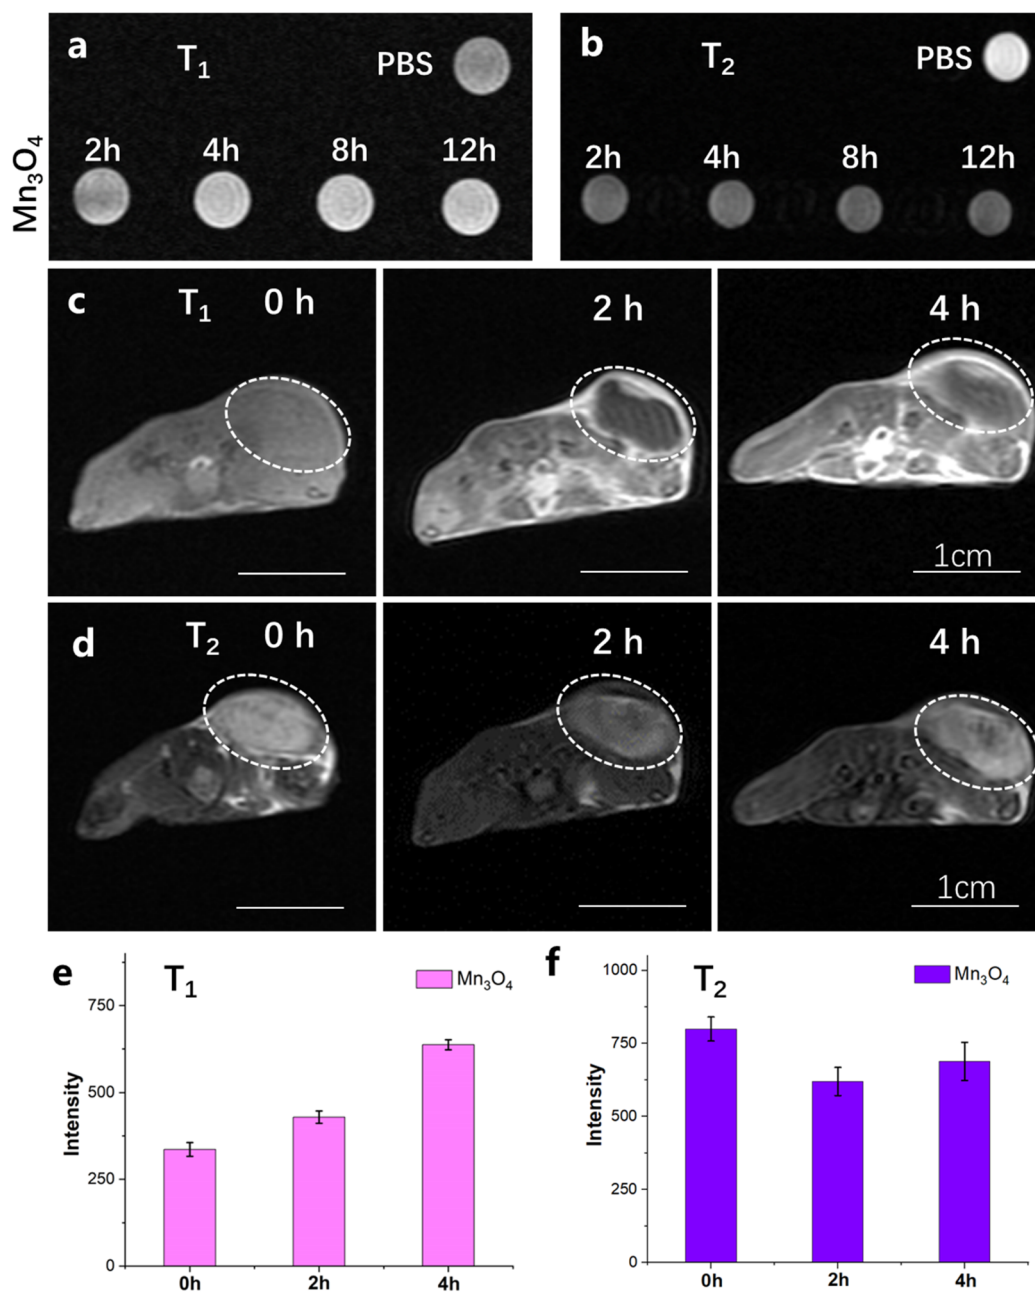 a T₁ PBS
2h 4h 8h 12h
Mn₃O₄
b T₂ PBS
2h 4h 8h 12h
c T₁ 0 h
2 h
4 h
1cm
d T₂ 0 h
2 h
4 h
1cm
e T₁ Mn₃O₄
750
500
250
0
Intensity
0h 2h 4h
f T₂ Mn₃O₄
1000
750
500
250
0
Intensity
0h 2h 4h